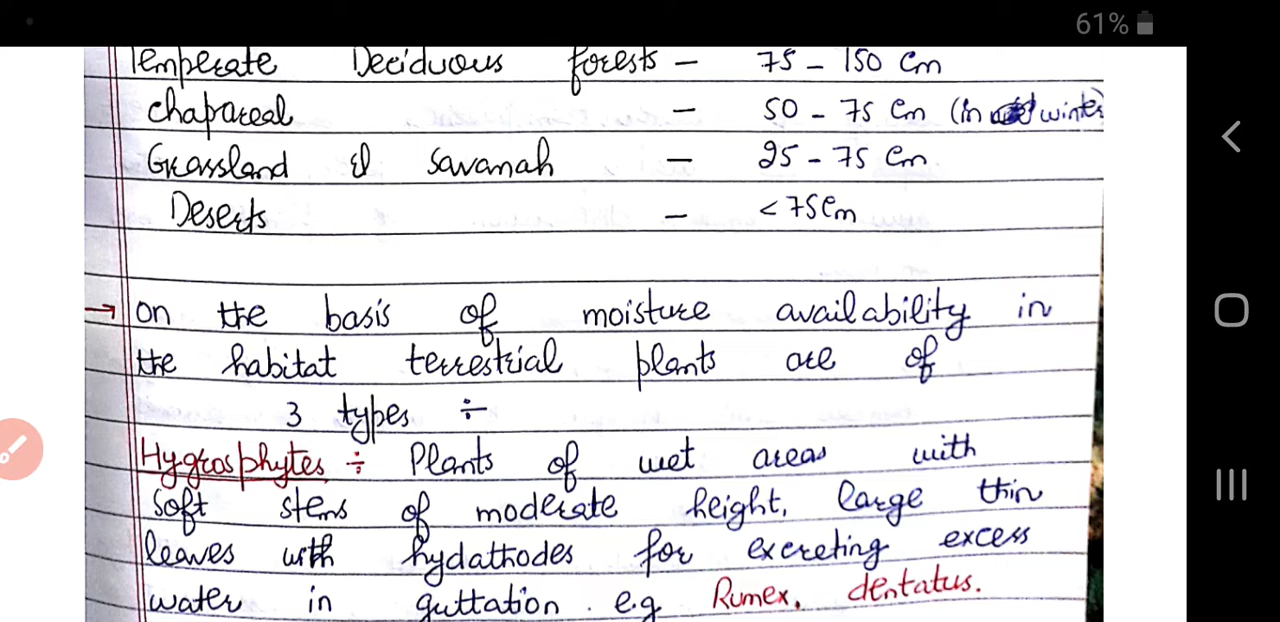 61%
Temperate Deciduous forests - 75 - 150 Cm
Chaparral - 50 - 75 Cm (in winter)
Grassland & Savanah - 25 - 75 Cm
Deserts - < 75 Cm
→ On the basis of moisture availability in
the habitat terrestrial plants are of
3 types ÷
Hygrosphytes ÷ Plants of wet areas with
soft stems of moderate height, large thin
leaves with hydathodes for excreting excess
water in guttation. e.g Rumex, dentatus.